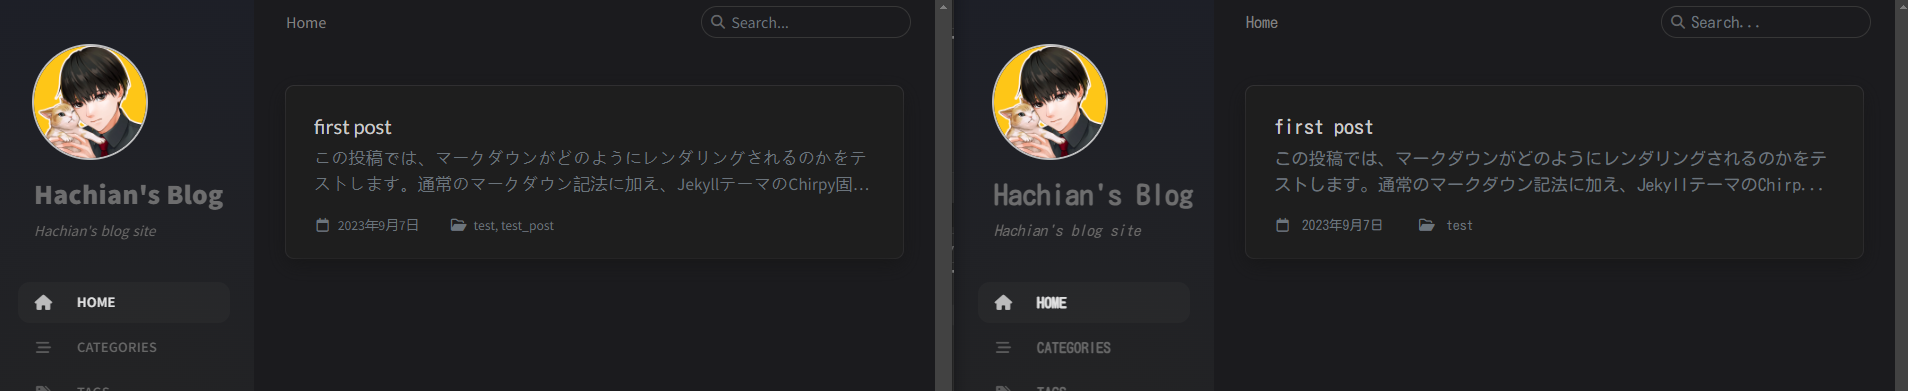 Home
Search...
first post
この投稿では、マークダウンがどのようにレンダリングされるのかをテ
ストします。通常のマークダウン記法に加え、JekyllテーマのChirpy固...
2023年9月7日
test, test_post
Hachian's Blog
Hachian's blog site
HOME
CATEGORIES
TAGS
Home
Search...
first post
この投稿では、マークダウンがどのようにレンダリングされるのかをテ
ストします。通常のマークダウン記法に加え、JekyllテーマのChirp...
2023年9月7日
test
Hachian's Blog
Hachian's blog site
HOME
CATEGORIES
TAGS